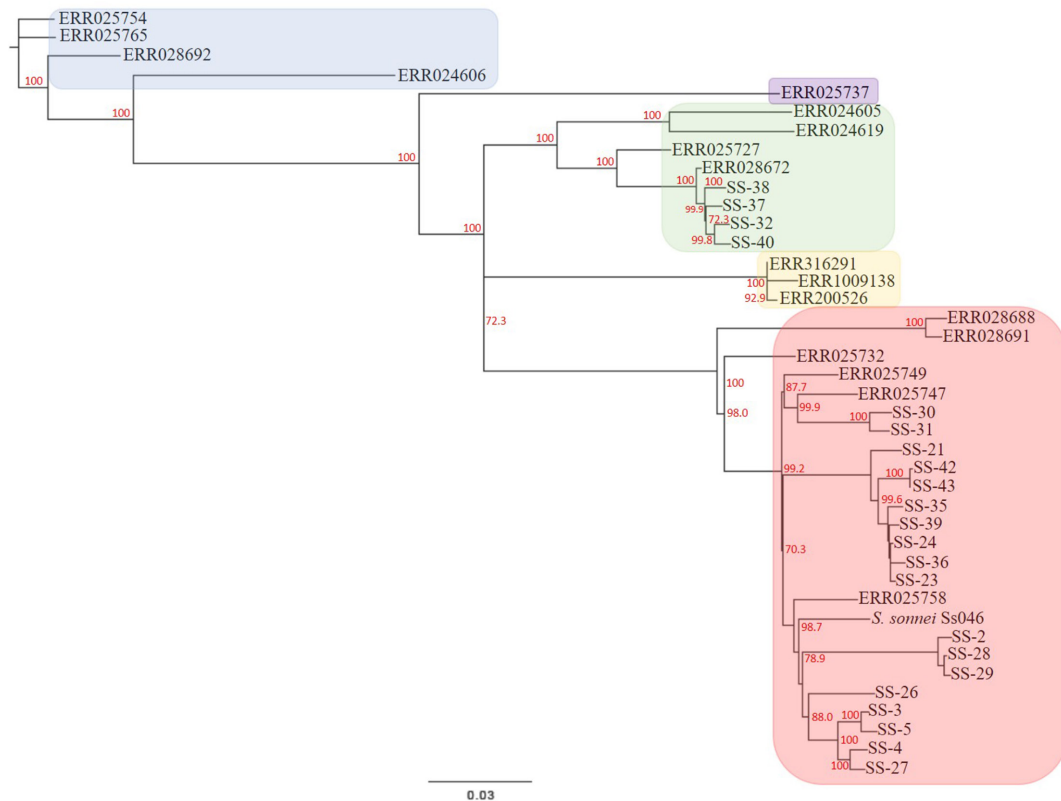 ERR025754
ERR025765
ERR028692
100
ERR024606
100
ERR025737
100
ERR024605
100
ERR024619
100
ERR025727
100
ERR028672
100
100
SS-38
SS-37
99.9
72.3
SS-32
99.8
SS-40
100
ERR316291
100
ERR1009138
92.9
ERR200526
72.3
ERR028688
100
ERR028691
ERR025732
100
ERR025749
87.7
ERR025747
99.9
98.0
100
SS-30
SS-31
SS-21
99.2
100
SS-42
SS-43
99.6
SS-35
SS-39
SS-24
70.3
SS-36
SS-23
ERR025758
S. sonnei Ss046
98.7
SS-2
78.9
SS-28
SS-29
SS-26
88.0
100
SS-3
SS-5
100
SS-4
100
SS-27
0.03